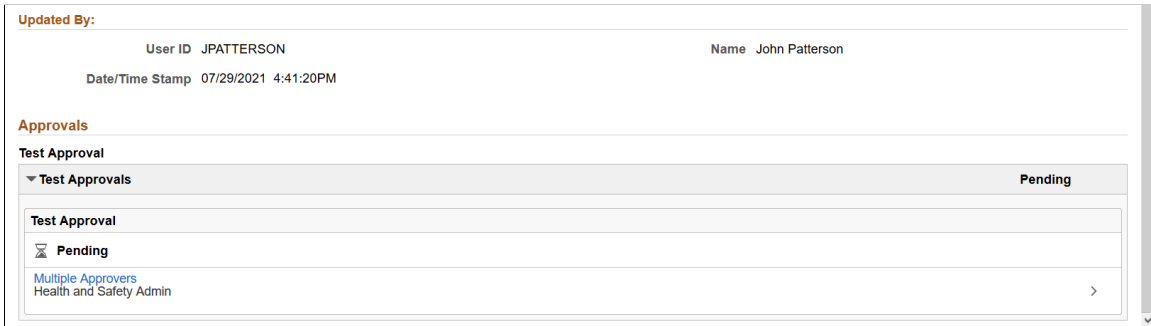 Updated By:
User ID JPATTERSON Name John Patterson
Date/Time Stamp 07/29/2021 4:41:20PM
Approvals
Test Approval
Test Approvals Pending
Test Approval
Pending
Multiple Approvers
Health and Safety Admin